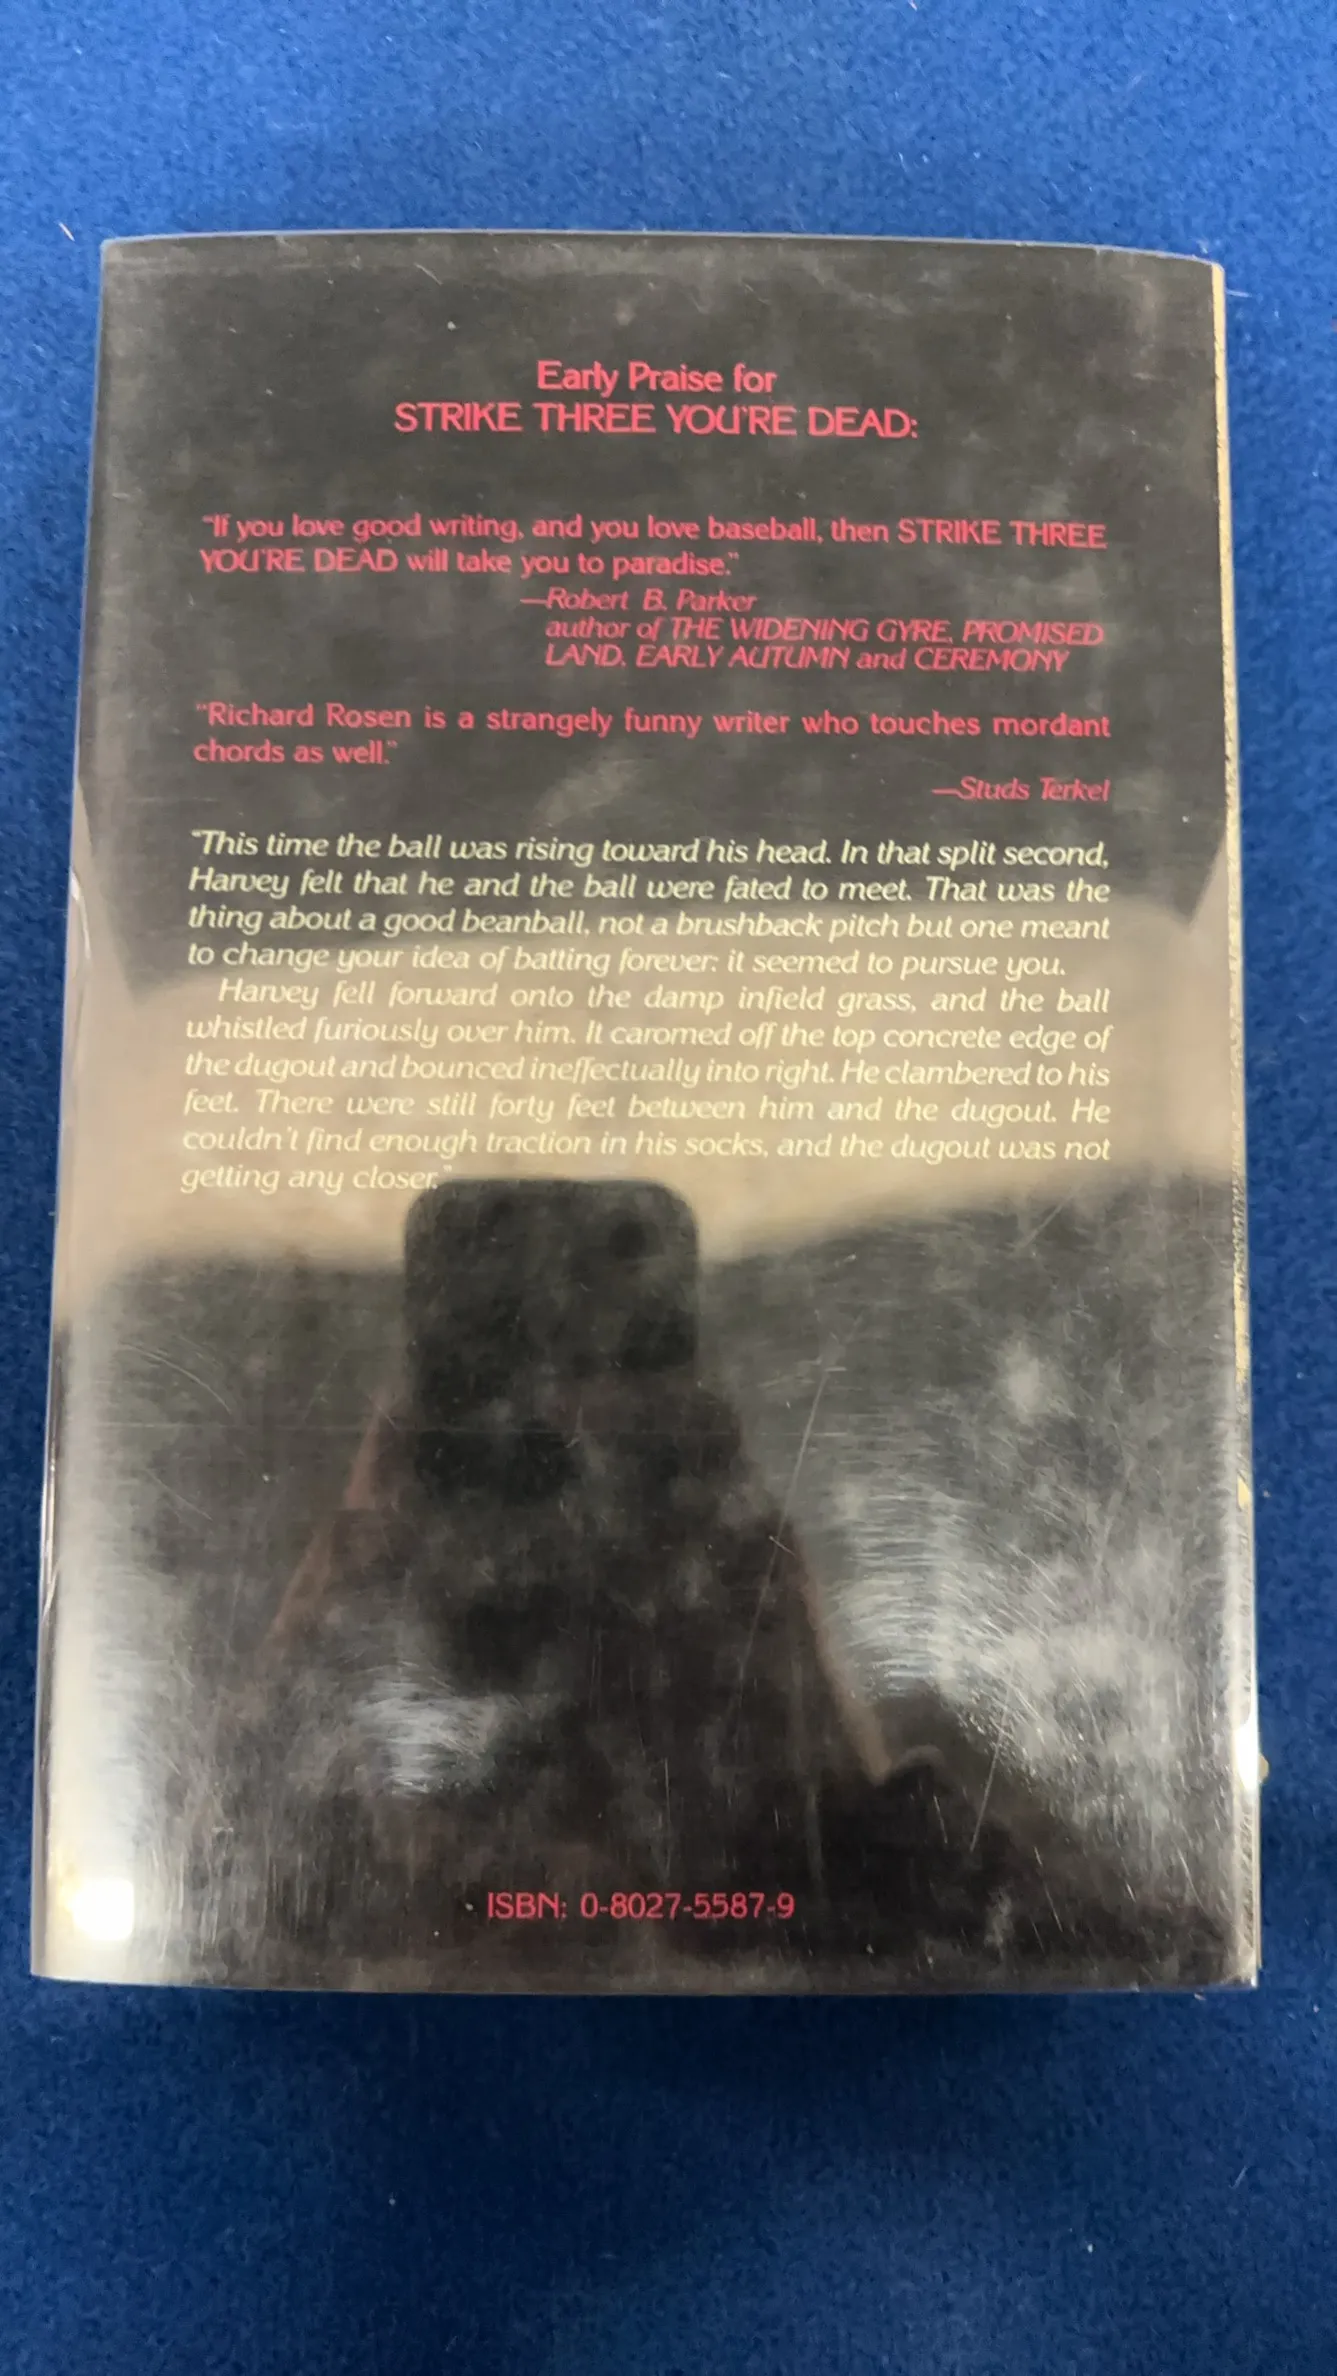 Early Praise for
STRIKE THREE YOU'RE DEAD:
"If you love good writing, and you love baseball, then STRIKE THREE
YOU'RE DEAD will take you to paradise."
—Robert B. Parker
author of THE WIDENING GYRE, PROMISED
LAND, EARLY AUTUMN and CEREMONY
"Richard Rosen is a strangely funny writer who touches mordant
chords as well."
—Studs Terkel
"This time the ball was rising toward his head. In that split second,
Harvey felt that he and the ball were fated to meet. That was the
thing about a good beanball, not a brushback pitch but one meant
to change your idea of batting forever: it seemed to pursue you.
Harvey fell forward onto the damp infield grass, and the ball
whistled furiously over him. It caromed off the top concrete edge of
the dugout and bounced ineffectually into right. He clambered to his
feet. There were still forty feet between him and the dugout. He
couldn't find enough traction in his socks, and the dugout was not
getting any closer."
ISBN: 0-8027-5587-9